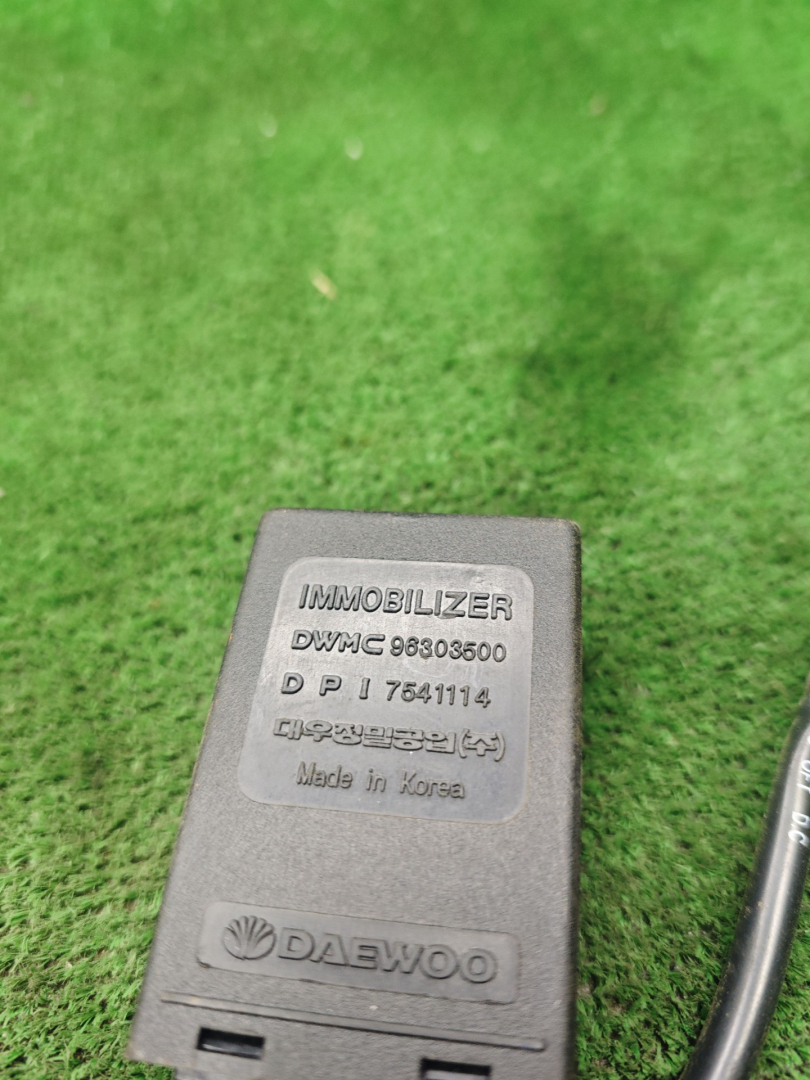 IMMOBILIZER
DWMC 96303500
D P I 7541114
대우정밀공업(주)
Made in Korea
DAEWOO